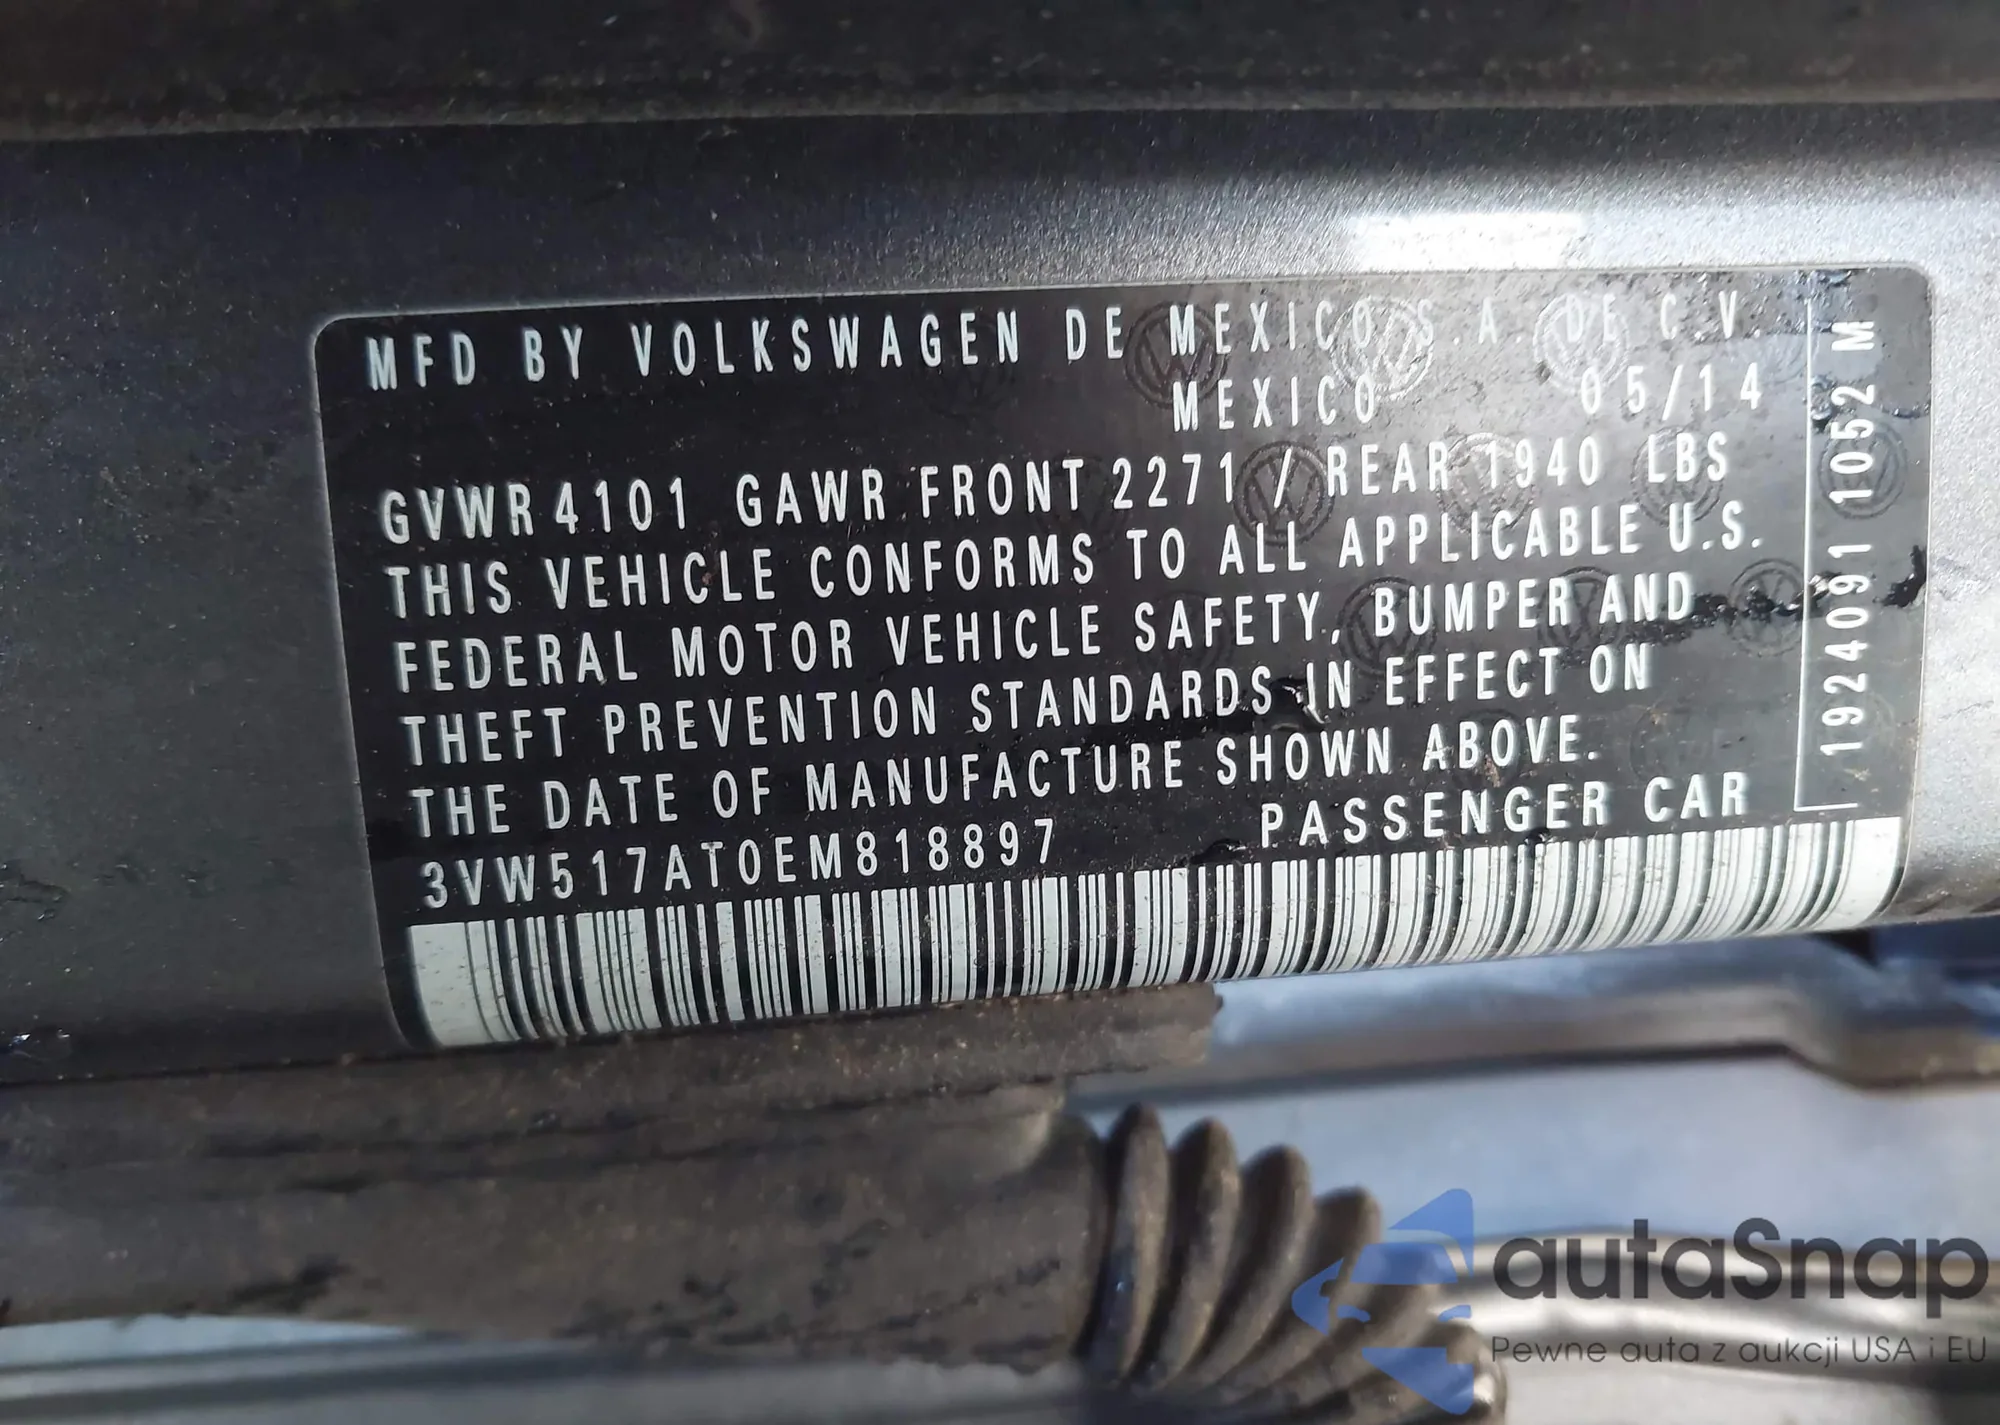 MFD BY VOLKSWAGEN DE MEXICO S.A. DE C.V.
MEXICO 05/14
GVWR 4101 GAWR FRONT 2271 / REAR 1940 LBS
THIS VEHICLE CONFORMS TO ALL APPLICABLE U.S.
FEDERAL MOTOR VEHICLE SAFETY, BUMPER AND
THEFT PREVENTION STANDARDS IN EFFECT ON
THE DATE OF MANUFACTURE SHOWN ABOVE.
3VW517AT0EM818897 PASSENGER CAR
1924091 1052 M
autaSnap
Pewne auta z aukcji USA i EU